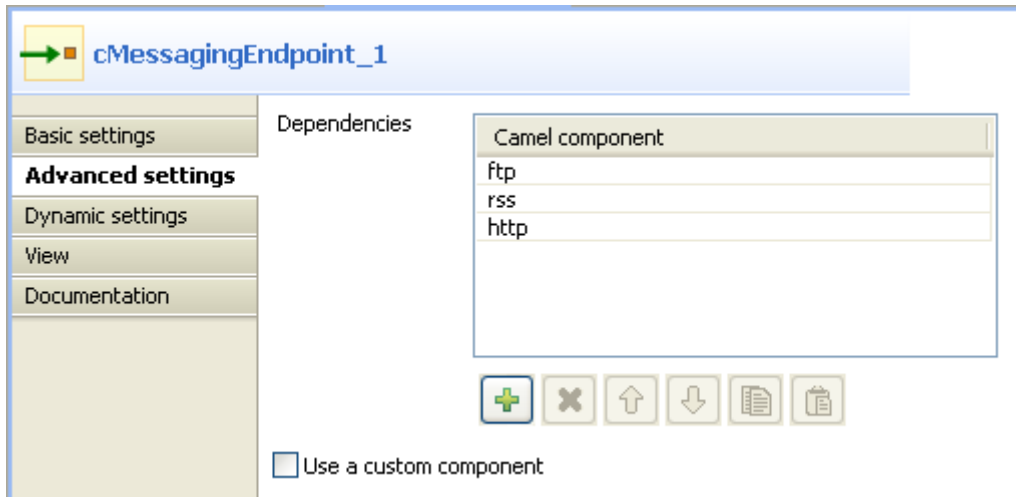 cMessagingEndpoint_1
Basic settings
Advanced settings
Dynamic settings
View
Documentation
Dependencies
Camel component
ftp
rss
http
Use a custom component